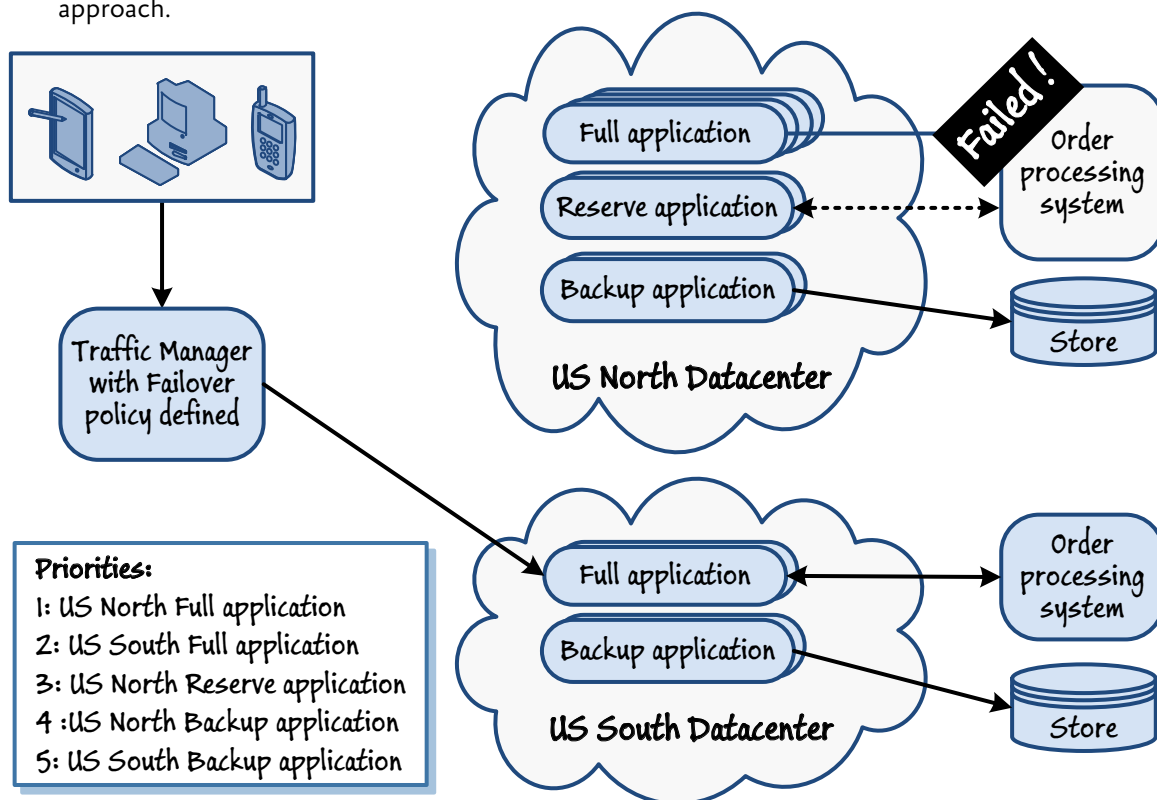 approach.
Full application
Reserve application
Backup application
US North Datacenter
Failed!
Order
processing
system
Store
Traffic Manager
with Failover
policy defined
Priorities:
1: US North Full application
2: US South Full application
3: US North Reserve application
4 :US North Backup application
5: US South Backup application
Full application
Backup application
US South Datacenter
Order
processing
system
Store